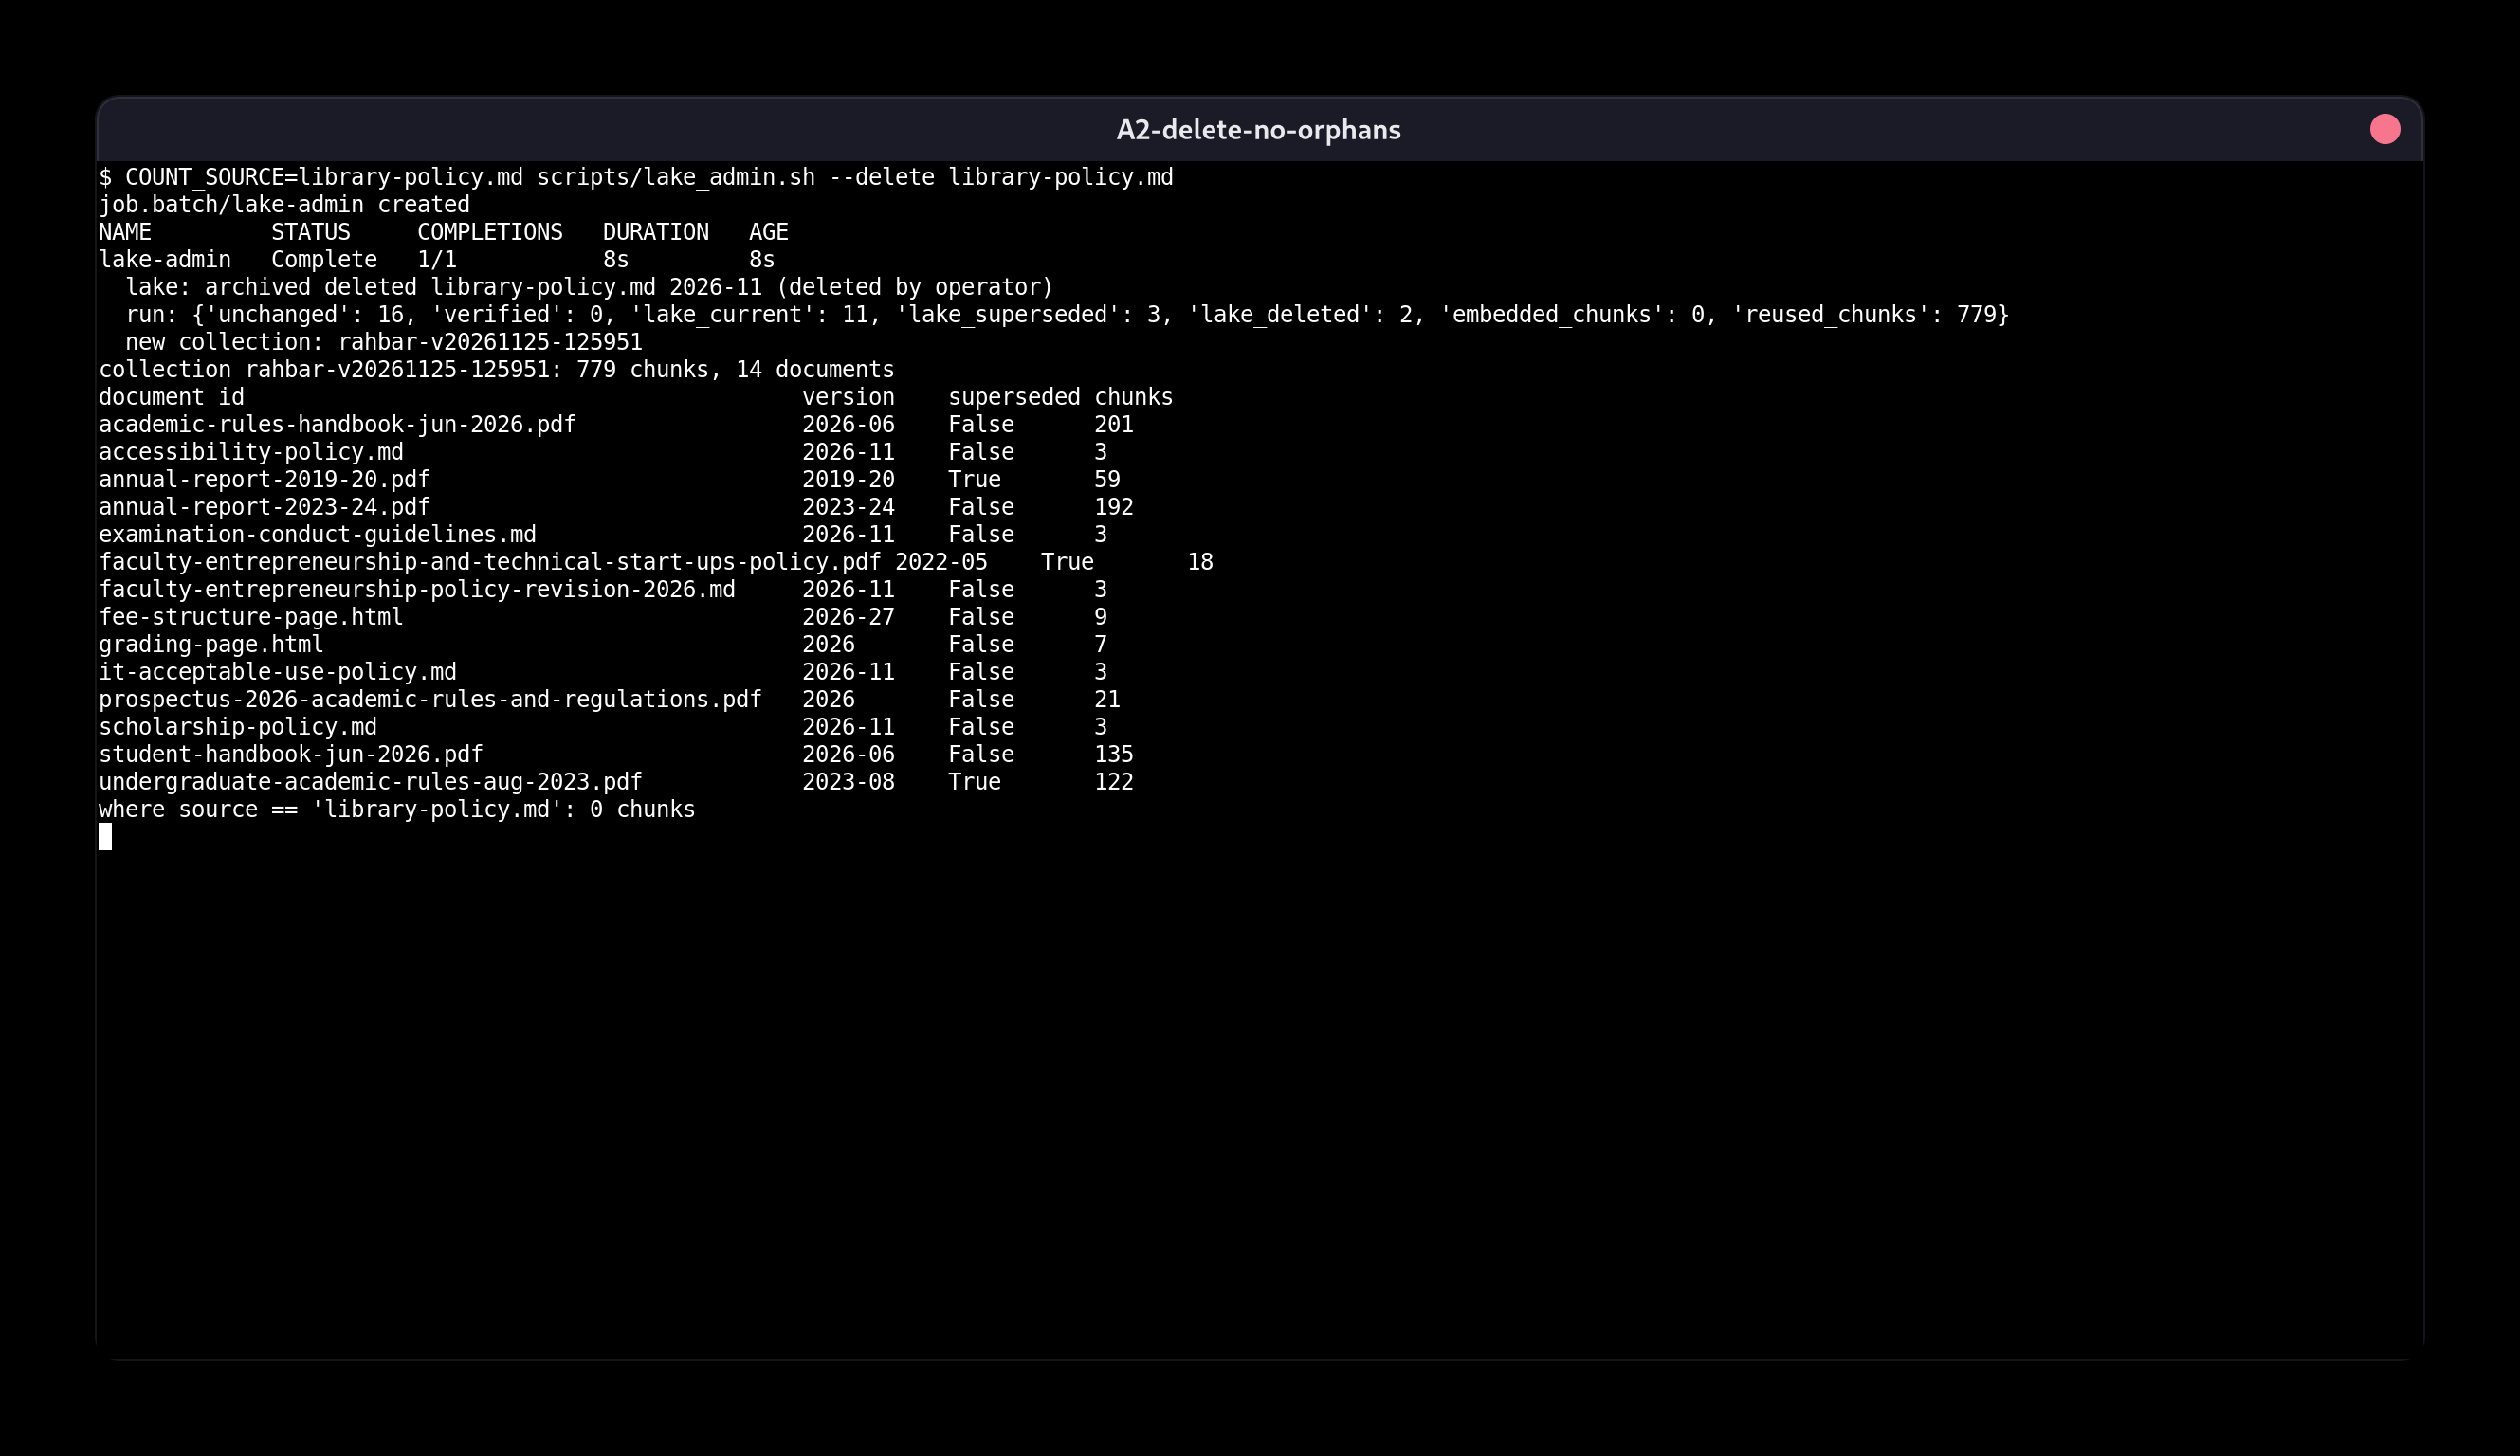 A2-delete-no-orphans
$ COUNT_SOURCE=library-policy.md scripts/lake_admin.sh --delete library-policy.md
job.batch/lake-admin created
NAME         STATUS     COMPLETIONS   DURATION   AGE
lake-admin   Complete   1/1           8s         8s
  lake: archived deleted library-policy.md 2026-11 (deleted by operator)
  run: {'unchanged': 16, 'verified': 0, 'lake_current': 11, 'lake_superseded': 3, 'lake_deleted': 2, 'embedded_chunks': 0, 'reused_chunks': 779}
  new collection: rahbar-v20261125-125951
collection rahbar-v20261125-125951: 779 chunks, 14 documents
document id                                          version    superseded chunks
academic-rules-handbook-jun-2026.pdf                 2026-06    False      201
accessibility-policy.md                              2026-11    False      3
annual-report-2019-20.pdf                            2019-20    True       59
annual-report-2023-24.pdf                            2023-24    False      192
examination-conduct-guidelines.md                    2026-11    False      3
faculty-entrepreneurship-and-technical-start-ups-policy.pdf 2022-05    True       18
faculty-entrepreneurship-policy-revision-2026.md     2026-11    False      3
fee-structure-page.html                              2026-27    False      9
grading-page.html                                    2026       False      7
it-acceptable-use-policy.md                          2026-11    False      3
prospectus-2026-academic-rules-and-regulations.pdf   2026       False      21
scholarship-policy.md                                2026-11    False      3
student-handbook-jun-2026.pdf                        2026-06    False      135
undergraduate-academic-rules-aug-2023.pdf            2023-08    True       122
where source == 'library-policy.md': 0 chunks